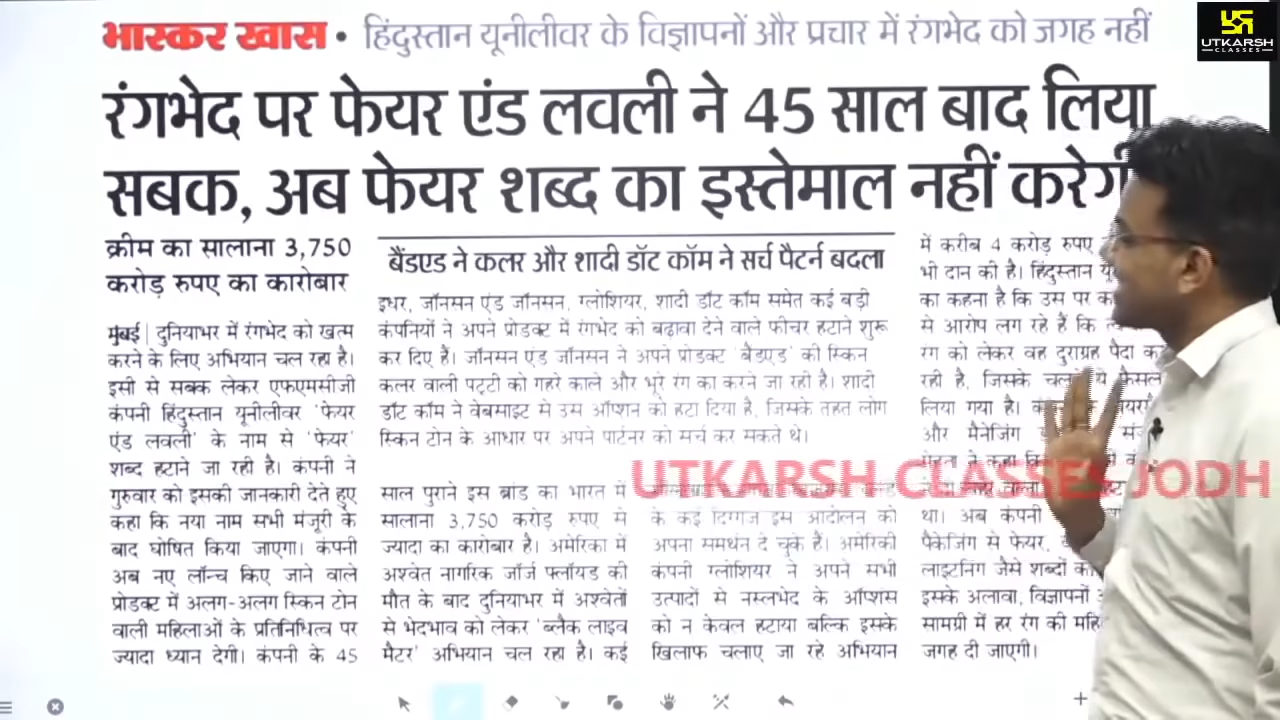 भास्कर खास • हिंदुस्तान यूनीलीवर के विज्ञापनों और प्रचार में रंगभेद को जगह नहीं
UTKARSH
CLASSES
रंगभेद पर फेयर एंड लवली ने 45 साल बाद लिया
सबक, अब फेयर शब्द का इस्तेमाल नहीं
क्रीम का सालाना 3,750
करोड़ रुपए का कारोबार
मुंबई | दुनियाभर में रंगभेद को खत्म
करने के लिए अभियान चल रहा है।
इसी से सबक लेकर एफएमसीजी
कंपनी हिंदुस्तान यूनीलीवर 'फेयर
एंड लवली' के नाम से 'फेयर'
शब्द हटाने जा रही है। कंपनी ने
गुरुवार को इसकी जानकारी देते हुए
कहा कि नया नाम सभी मंजूरी के
बाद घोषित किया जाएगा। कंपनी
अब नए लॉन्च किए जाने वाले
प्रोडक्ट में अलग-अलग स्किन टोन
वाली महिलाओं के प्रतिनिधित्व पर
ज्यादा ध्यान देगी। कंपनी के 45
बैंडएड ने कलर और शादी डॉट कॉम ने सर्च पैटर्न बदला
इधर, जॉनसन एंड जॉनसन, ग्लोशियर, शादी डॉट कॉम समेत कई बड़ी
कंपनियों ने अपने प्रोडक्ट में रंगभेद को बढ़ावा देने वाले फीचर हटाने शुरू
कर दिए हैं। जॉनसन एंड जॉनसन ने अपने प्रोडक्ट 'बैंडएड' की स्किन
कलर वाली पट्टी को गहरे काले और भूरे रंग का करने जा रही है। शादी
डॉट कॉम ने वेबसाइट से उस ऑप्शन को हटा दिया है, जिसके तहत लोग
स्किन टोन के आधार पर अपने पार्टनर को सर्च कर सकते थे।
साल पुराने इस ब्रांड का भारत में
सालाना 3,750 करोड़ रुपए से
ज्यादा का कारोबार है। अमेरिका में
अश्वेत नागरिक जॉर्ज फ्लॉयड की
मौत के बाद दुनियाभर में अश्वेतों
से भेदभाव को लेकर 'ब्लैक लाइव
मैटर' अभियान चल रहा है। कई
के कई दिग्गज इस आंदोलन को
अपना समर्थन दे चुके हैं। अमेरिकी
कंपनी ग्लोशियर ने अपने सभी
उत्पादों से नस्लभेद के ऑप्शंस
को न केवल हटाया बल्कि इसके
खिलाफ चलाए जा रहे अभियान
में करीब 4 करोड़ रुपए
भी दान की है। हिंदुस्तान
का कहना है कि उस पर
से आरोप लग रहे हैं कि
रंग को लेकर वह दुराग्रह पैदा
रही है, जिसके फैसला
लिया गया है।
और मैनेजिंग
ने कहा
था। अब कंपनी
पैकेजिंग से फेयर,
लाइटनिंग जैसे शब्दों
इसके अलावा, विज्ञापनों
सामग्री में हर रंग की
जगह दी जाएगी।
UTKARSH CLASSES JODH